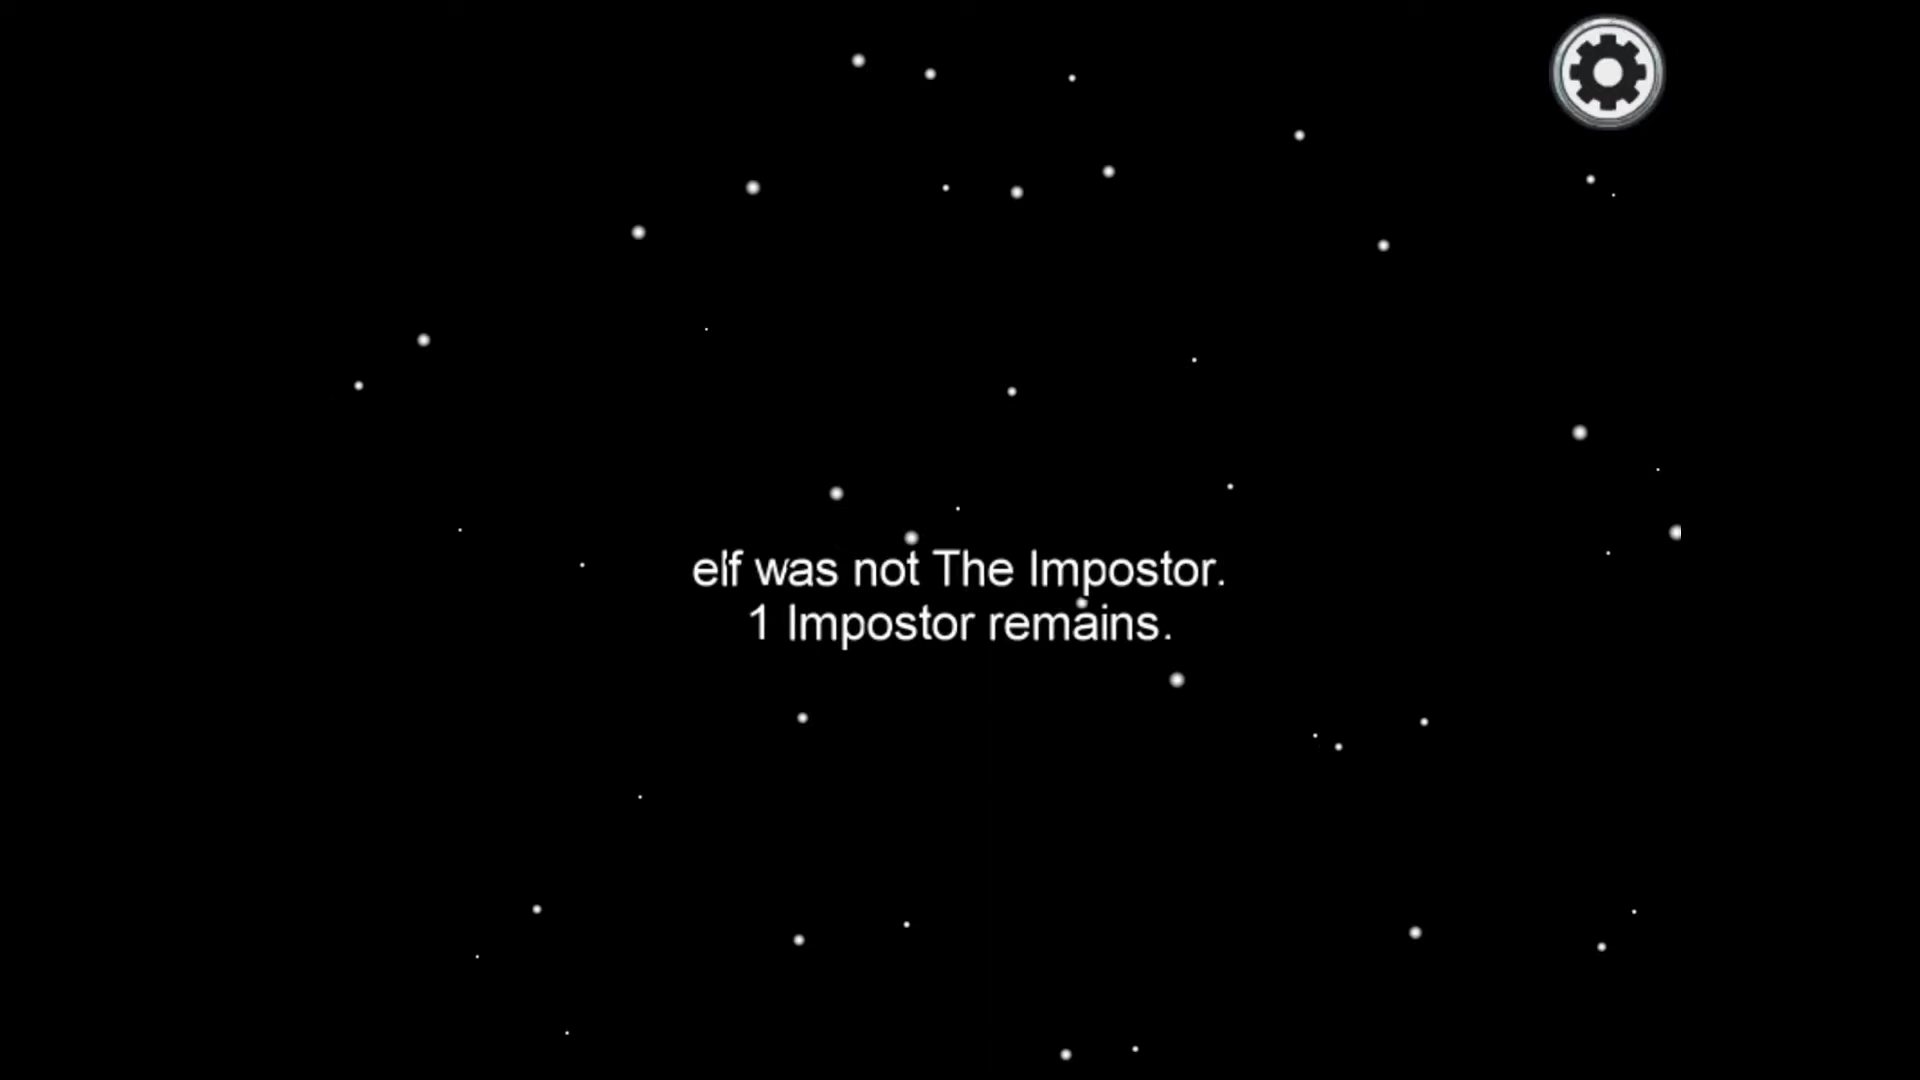 elf was not The Impostor.
1 Impostor remains.